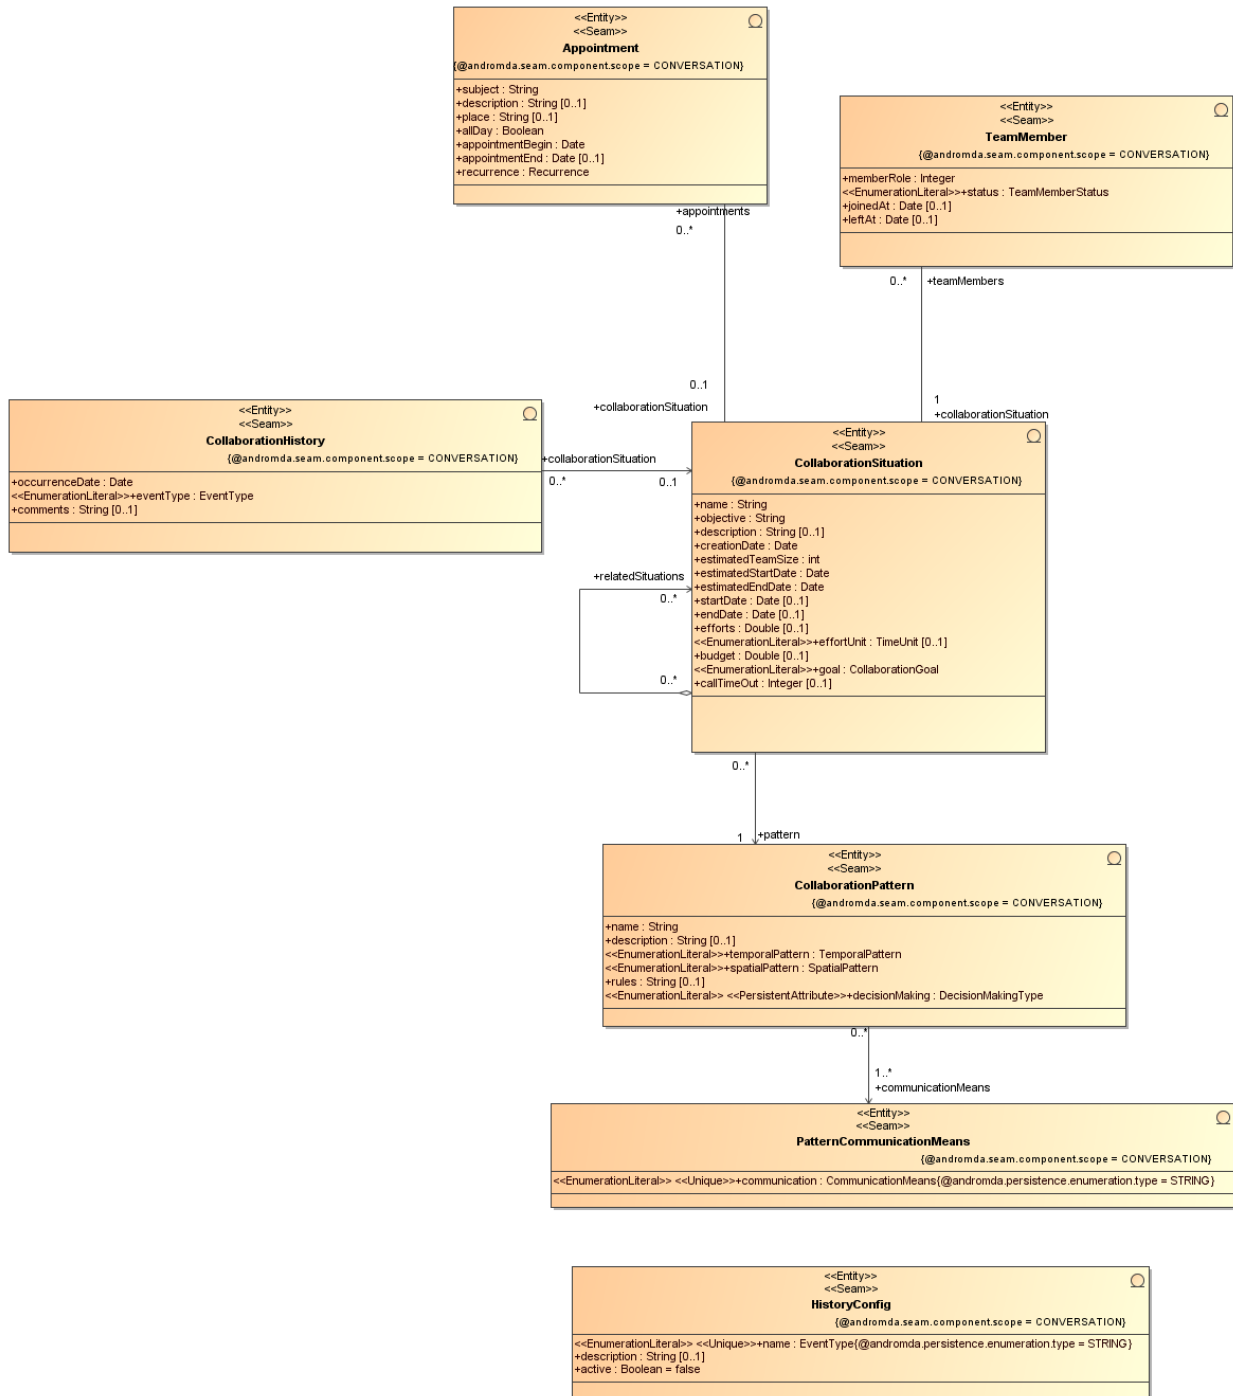 <<Entity>>
<<Seam>>
Appointment
{@andromda.seam.component.scope = CONVERSATION}
+subject : String
+description : String [0..1]
+place : String [0..1]
+allDay : Boolean
+appointmentBegin : Date
+appointmentEnd : Date [0..1]
+recurrence : Recurrence
<<Entity>>
<<Seam>>
TeamMember
{@andromda.seam.component.scope = CONVERSATION}
+memberRole : Integer
<<EnumerationLiteral>>+status : TeamMemberStatus
+joinedAt : Date [0..1]
+leftAt : Date [0..1]
+appointments
0..*
0..*
+teamMembers
0..1
+collaborationSituation
1
+collaborationSituation
<<Entity>>
<<Seam>>
CollaborationHistory
{@andromda.seam.component.scope = CONVERSATION}
+occurrenceDate : Date
<<EnumerationLiteral>>+eventType : EventType
+comments : String [0..1]
+collaborationSituation
0..*
0..1
<<Entity>>
<<Seam>>
CollaborationSituation
{@andromda.seam.component.scope = CONVERSATION}
+name : String
+objective : String
+description : String [0..1]
+creationDate : Date
+estimatedTeamSize : int
+estimatedStartDate : Date
+estimatedEndDate : Date
+startDate : Date [0..1]
+endDate : Date [0..1]
+efforts : Double [0..1]
<<EnumerationLiteral>>+effortUnit : TimeUnit [0..1]
+budget : Double [0..1]
<<EnumerationLiteral>>+goal : CollaborationGoal
+callTimeOut : Integer [0..1]
+relatedSituations
0..*
0..*
0..*
1
+pattern
<<Entity>>
<<Seam>>
CollaborationPattern
{@andromda.seam.component.scope = CONVERSATION}
+name : String
+description : String [0..1]
<<EnumerationLiteral>>+temporalPattern : TemporalPattern
<<EnumerationLiteral>>+spatialPattern : SpatialPattern
+rules : String [0..1]
<<EnumerationLiteral>> <<PersistentAttribute>>+decisionMaking : DecisionMakingType
0..*
1..*
+communicationMeans
<<Entity>>
<<Seam>>
PatternCommunicationMeans
{@andromda.seam.component.scope = CONVERSATION}
<<EnumerationLiteral>> <<Unique>>+communication : CommunicationMeans{@andromda.persistence.enumeration.type = STRING}
<<Entity>>
<<Seam>>
HistoryConfig
{@andromda.seam.component.scope = CONVERSATION}
<<EnumerationLiteral>> <<Unique>>+name : EventType{@andromda.persistence.enumeration.type = STRING}
+description : String [0..1]
+active : Boolean = false